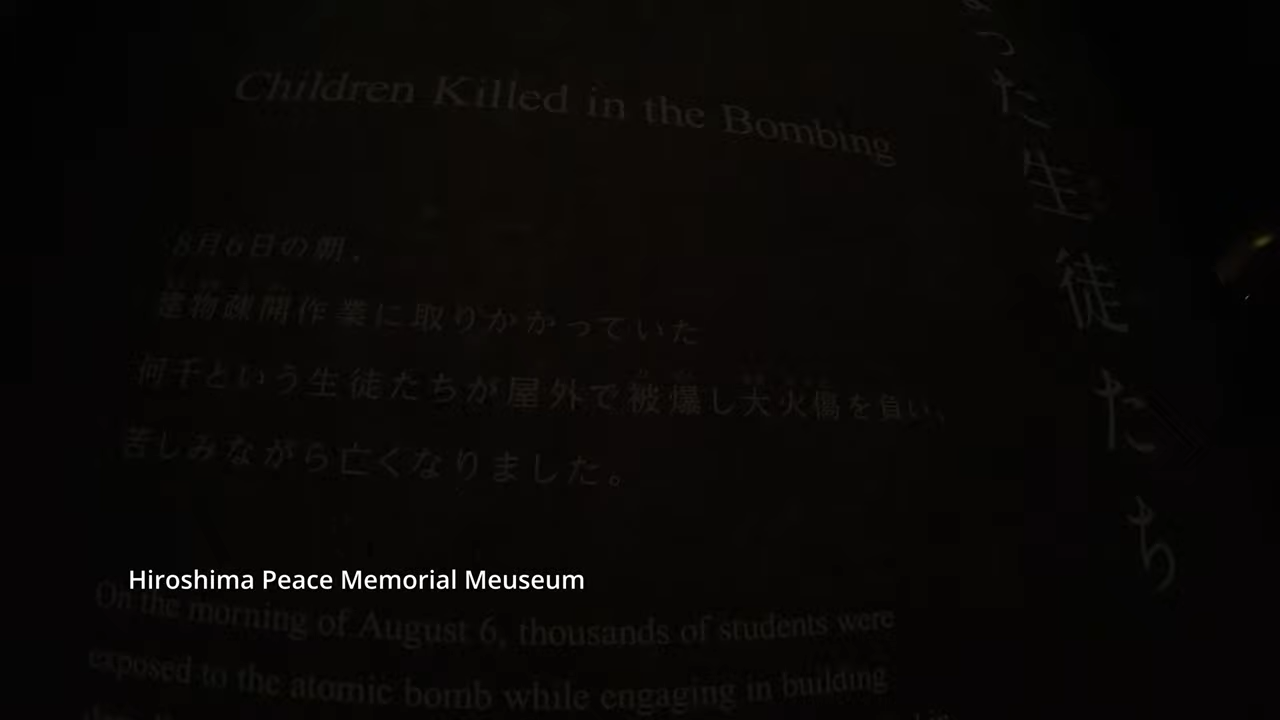 Children Killed in the Bombing
った生徒たち
8月6日の朝、
建物疎開作業に取りかかっていた
何千という生徒たちが屋外で被爆し大火傷を負い、
苦しみながら亡くなりました。
Hiroshima Peace Memorial Meuseum
On the morning of August 6, thousands of students were
exposed to the atomic bomb while engaging in building